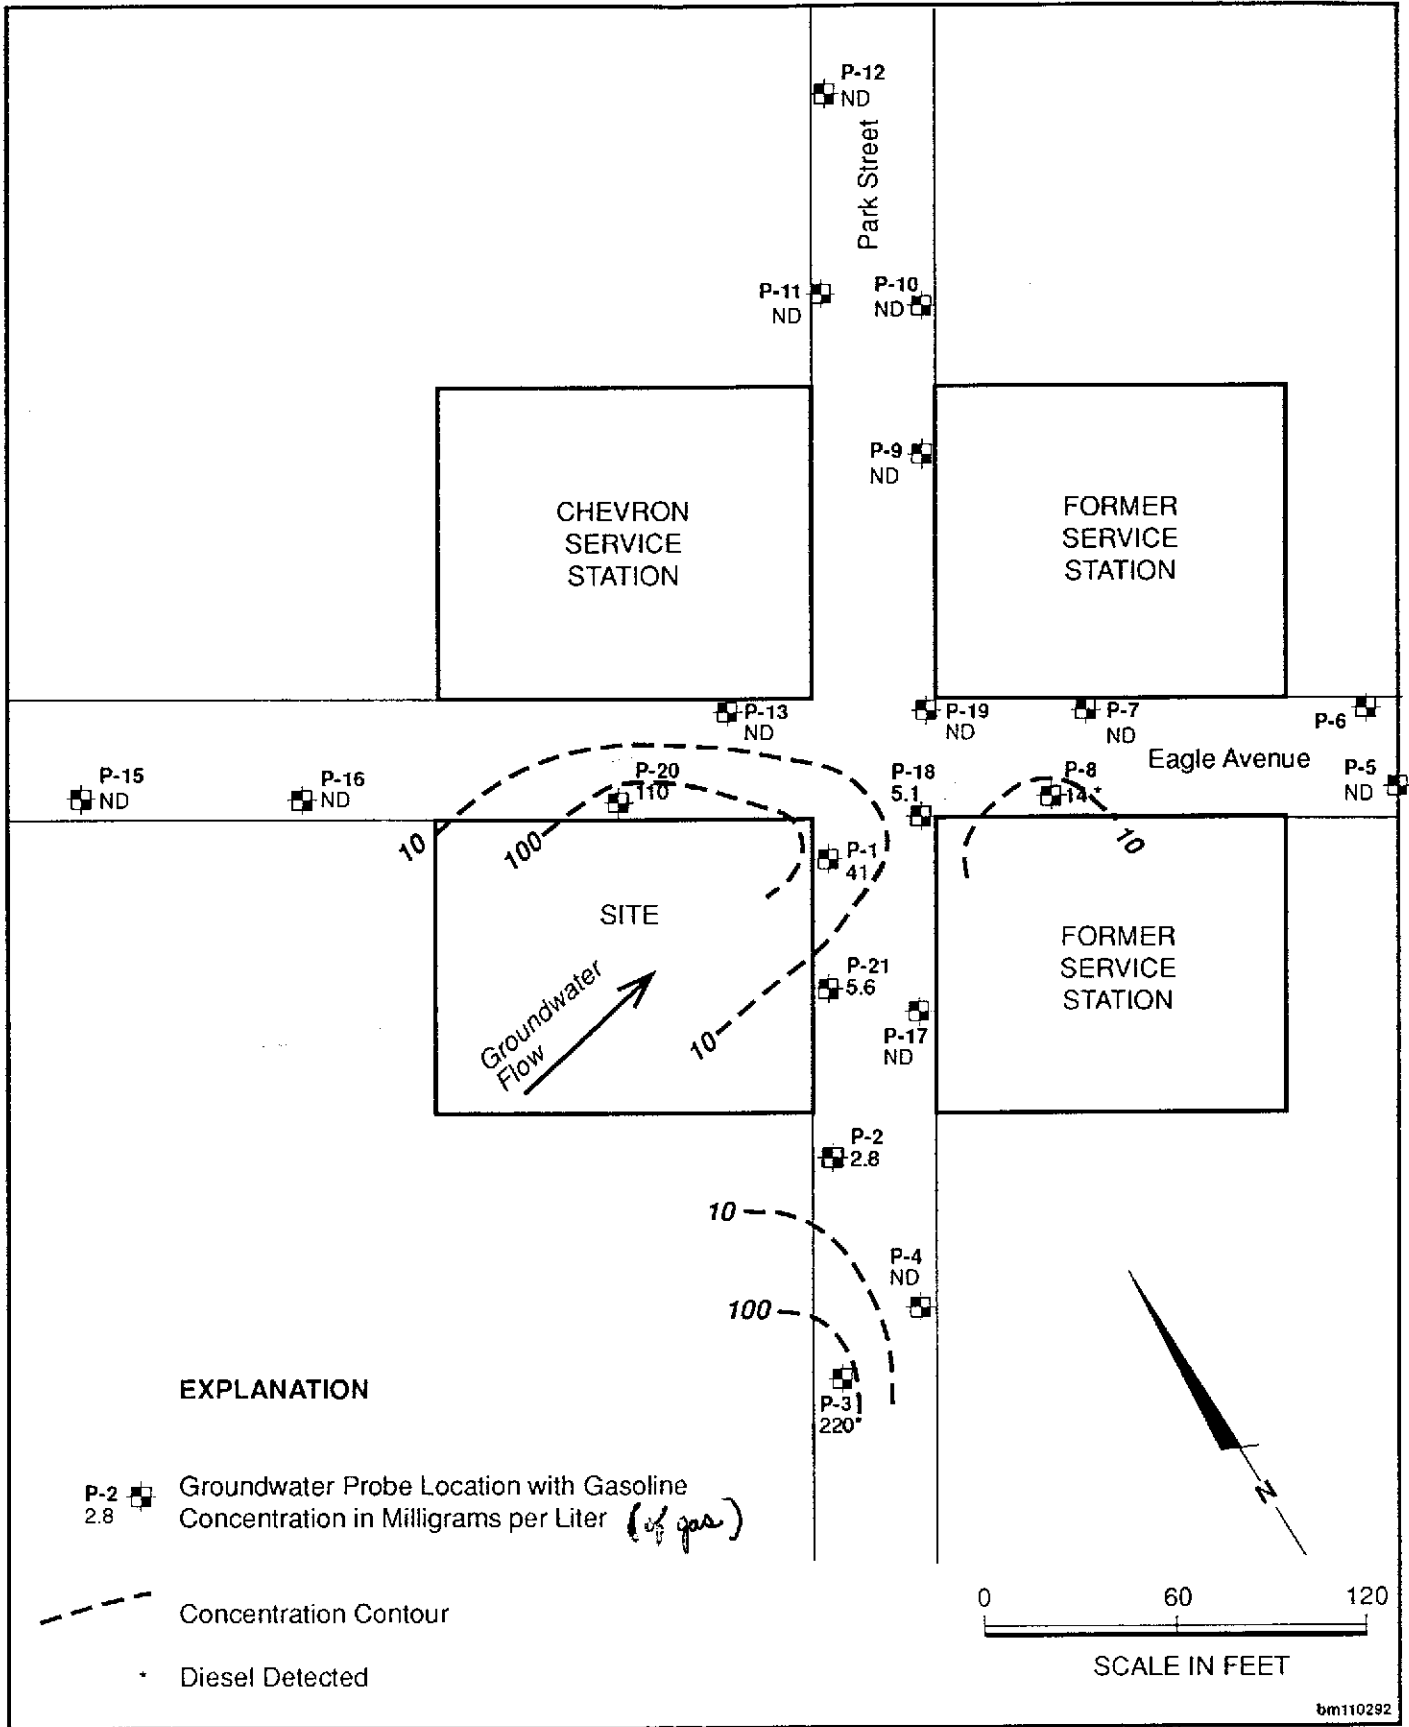 P-12
ND
Park Street
P-11
ND
P-10
ND
P-9
ND
CHEVRON
SERVICE
STATION
FORMER
SERVICE
STATION
P-13
ND
P-19
ND
P-7
ND
P-6
Eagle Avenue
P-15
ND
P-16
ND
P-20
110
P-18
5.1
P-8
14*
P-5
ND
10
100
10
P-1
41
SITE
Groundwater
Flow
P-21
5.6
10
P-17
ND
FORMER
SERVICE
STATION
P-2
2.8
10
P-4
ND
100
P-3
220*
EXPLANATION
P-2
2.8
Groundwater Probe Location with Gasoline
Concentration in Milligrams per Liter (of gas)
Concentration Contour
* Diesel Detected
N
0 60 120
SCALE IN FEET
bm110292